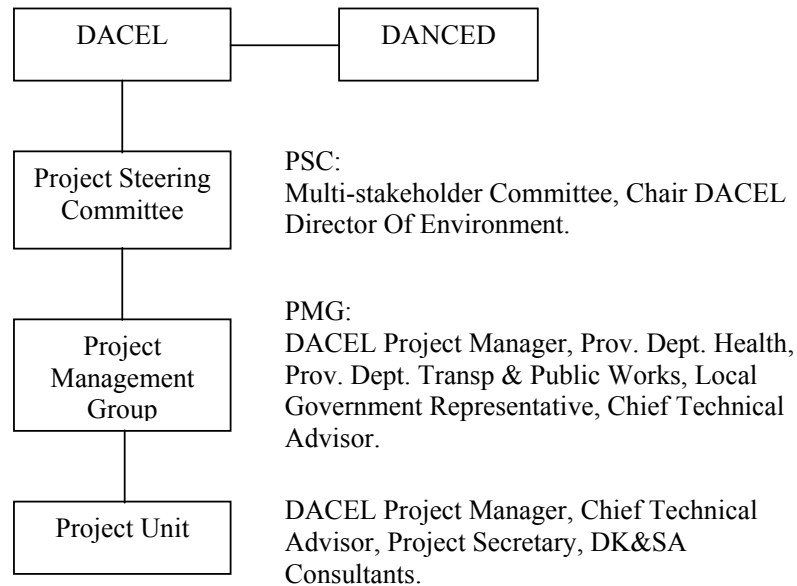 DACEL
DANCED
Project Steering
Committee
PSC:
Multi-stakeholder Committee, Chair DACEL
Director Of Environment.
Project
Management
Group
PMG:
DACEL Project Manager, Prov. Dept. Health,
Prov. Dept. Transp & Public Works, Local
Government Representative, Chief Technical
Advisor.
Project Unit
DACEL Project Manager, Chief Technical
Advisor, Project Secretary, DK&SA
Consultants.